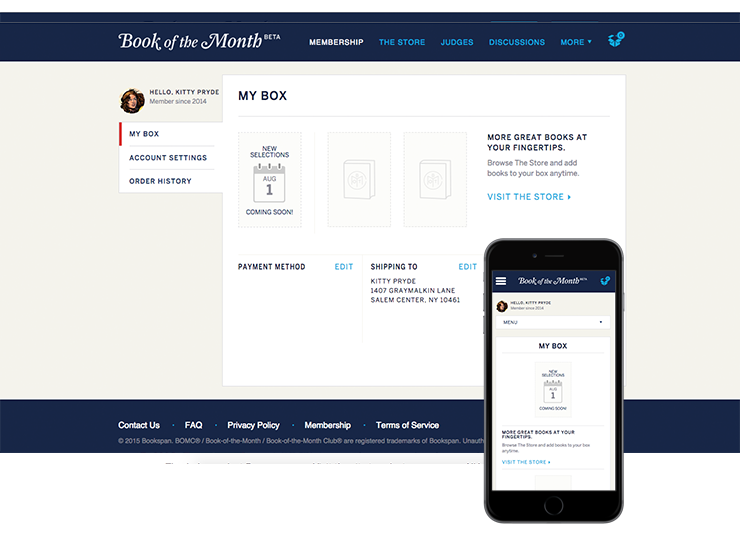 Book of the Month BETA
MEMBERSHIP THE STORE JUDGES DISCUSSIONS MORE
0
HELLO, KITTY PRYDE
Member since 2014
MY BOX
ACCOUNT SETTINGS
ORDER HISTORY
MY BOX
NEW
SELECTIONS
AUG
1
COMING SOON!
MORE GREAT BOOKS AT
YOUR FINGERTIPS.
Browse The Store and add
books to your box anytime.
VISIT THE STORE
PAYMENT METHOD EDIT
SHIPPING TO EDIT
KITTY PRYDE
1407 GRAYMALKIN LANE
SALEM CENTER, NY 10461
Contact Us · FAQ · Privacy Policy · Membership · Terms of Service
© 2015 Bookspan. BOMC® / Book-of-the-Month / Book-of-the-Month Club® are registered trademarks of Bookspan. Unauth
Book of the Month BETA
HELLO, KITTY PRYDE
Member since 2014
MENU
MY BOX
NEW
SELECTIONS
AUG
1
COMING SOON!
MORE GREAT BOOKS AT YOUR
FINGERTIPS.
Browse The Store and add books to your box
anytime.
VISIT THE STORE